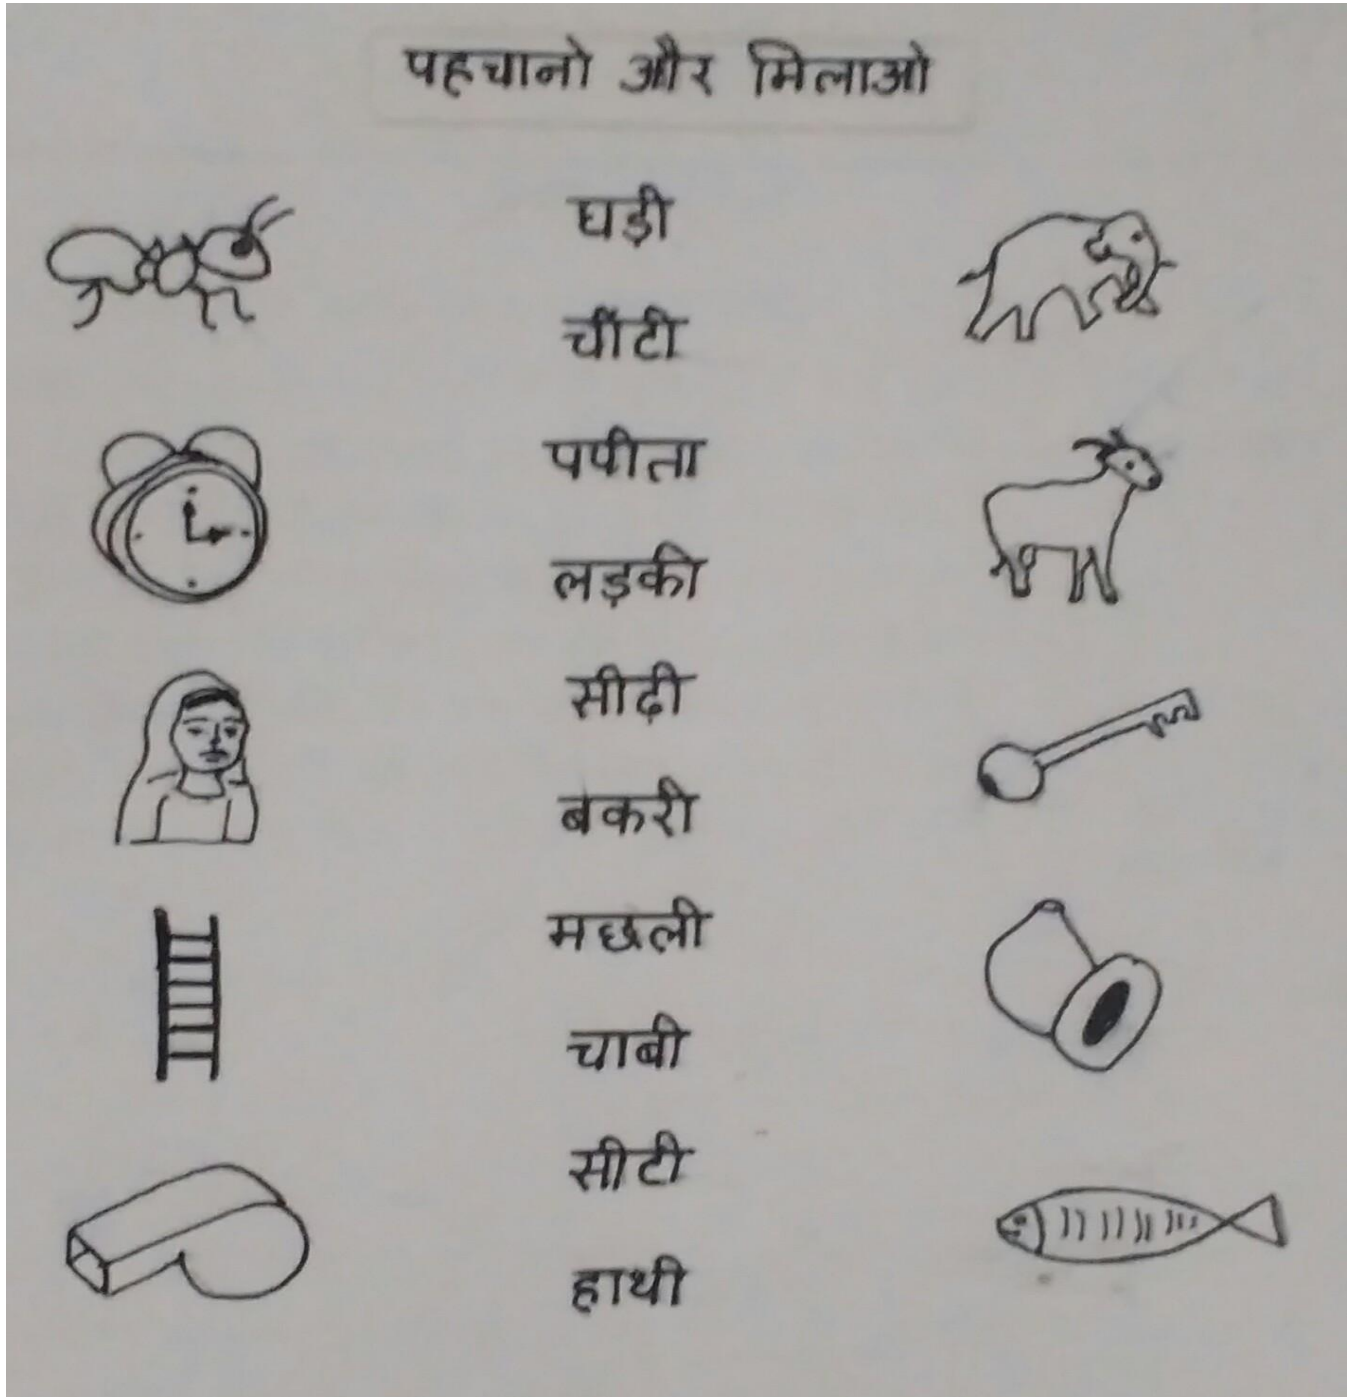 पहचानो और मिलाओ
घड़ी
चींटी
पपीता
लड़की
सीढ़ी
बकरी
मछली
चाबी
सीटी
हाथी